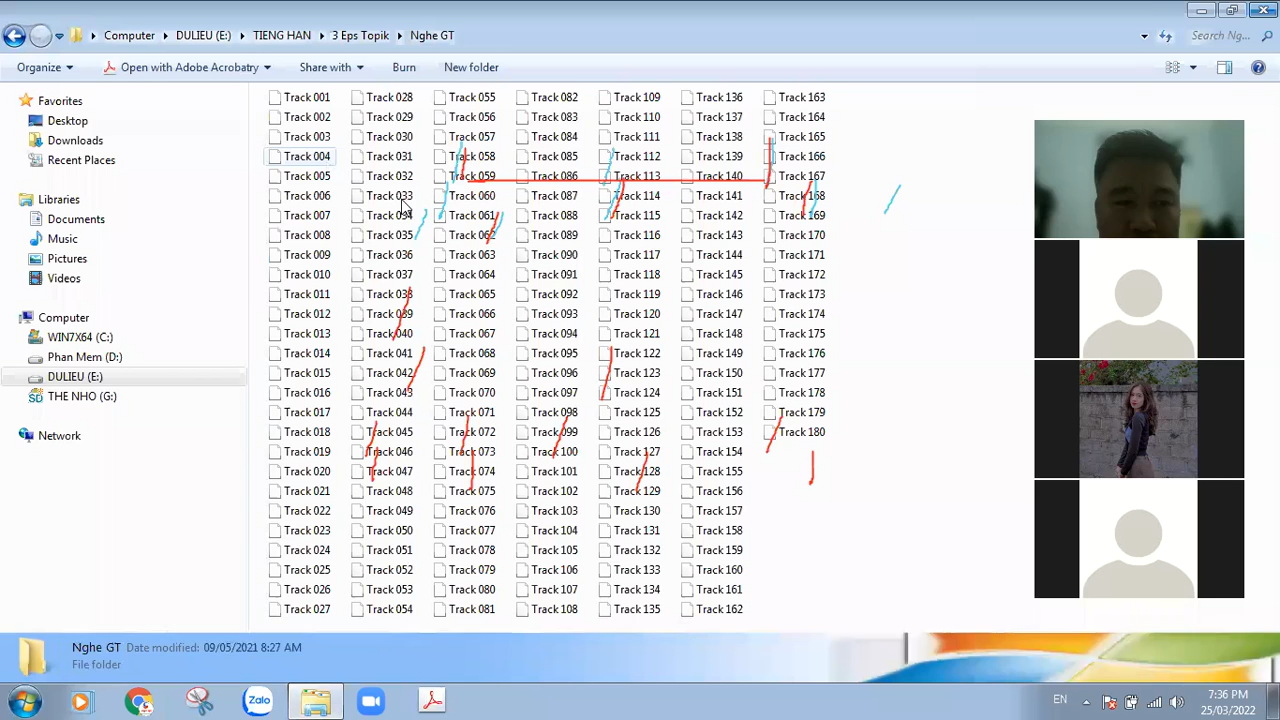 Computer DULIEU (E:) TIENG HAN 3 Eps Topik Nghe GT Search Ng...
Organize Open with Adobe Acrobatry Share with Burn New folder
Favorites
Desktop
Downloads
Recent Places
Libraries
Documents
Music
Pictures
Videos
Computer
WIN7X64 (C:)
Phan Mem (D:)
DULIEU (E:)
THE NHO (G:)
Network
Track 001 Track 028 Track 055 Track 082 Track 109 Track 136 Track 163
Track 002 Track 029 Track 056 Track 083 Track 110 Track 137 Track 164
Track 003 Track 030 Track 057 Track 084 Track 111 Track 138 Track 165
Track 004 Track 031 Track 058 Track 085 Track 112 Track 139 Track 166
Track 005 Track 032 Track 059 Track 086 Track 113 Track 140 Track 167
Track 006 Track 033 Track 060 Track 087 Track 114 Track 141 Track 168
Track 007 Track 034 Track 061 Track 088 Track 115 Track 142 Track 169
Track 008 Track 035 Track 062 Track 089 Track 116 Track 143 Track 170
Track 009 Track 036 Track 063 Track 090 Track 117 Track 144 Track 171
Track 010 Track 037 Track 064 Track 091 Track 118 Track 145 Track 172
Track 011 Track 038 Track 065 Track 092 Track 119 Track 146 Track 173
Track 012 Track 039 Track 066 Track 093 Track 120 Track 147 Track 174
Track 013 Track 040 Track 067 Track 094 Track 121 Track 148 Track 175
Track 014 Track 041 Track 068 Track 095 Track 122 Track 149 Track 176
Track 015 Track 042 Track 069 Track 096 Track 123 Track 150 Track 177
Track 016 Track 043 Track 070 Track 097 Track 124 Track 151 Track 178
Track 017 Track 044 Track 071 Track 098 Track 125 Track 152 Track 179
Track 018 Track 045 Track 072 Track 099 Track 126 Track 153 Track 180
Track 019 Track 046 Track 073 Track 100 Track 127 Track 154
Track 020 Track 047 Track 074 Track 101 Track 128 Track 155
Track 021 Track 048 Track 075 Track 102 Track 129 Track 156
Track 022 Track 049 Track 076 Track 103 Track 130 Track 157
Track 023 Track 050 Track 077 Track 104 Track 131 Track 158
Track 024 Track 051 Track 078 Track 105 Track 132 Track 159
Track 025 Track 052 Track 079 Track 106 Track 133 Track 160
Track 026 Track 053 Track 080 Track 107 Track 134 Track 161
Track 027 Track 054 Track 081 Track 108 Track 135 Track 162
Nghe GT Date modified: 09/05/2021 8:27 AM
File folder
Zalo
EN
7:36 PM
25/03/2022